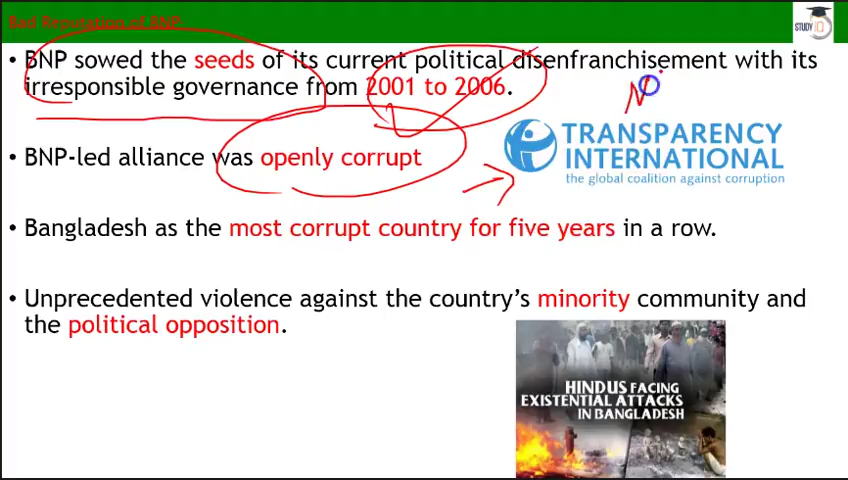 Bad Reputation of BNP
STUDY IQ
• BNP sowed the seeds of its current political disenfranchisement with its
irresponsible governance from 2001 to 2006.
TRANSPARENCY
INTERNATIONAL
the global coalition against corruption
• BNP-led alliance was openly corrupt
• Bangladesh as the most corrupt country for five years in a row.
• Unprecedented violence against the country's minority community and
the political opposition.
HINDUS FACING
EXISTENTIAL ATTACKS
IN BANGLADESH